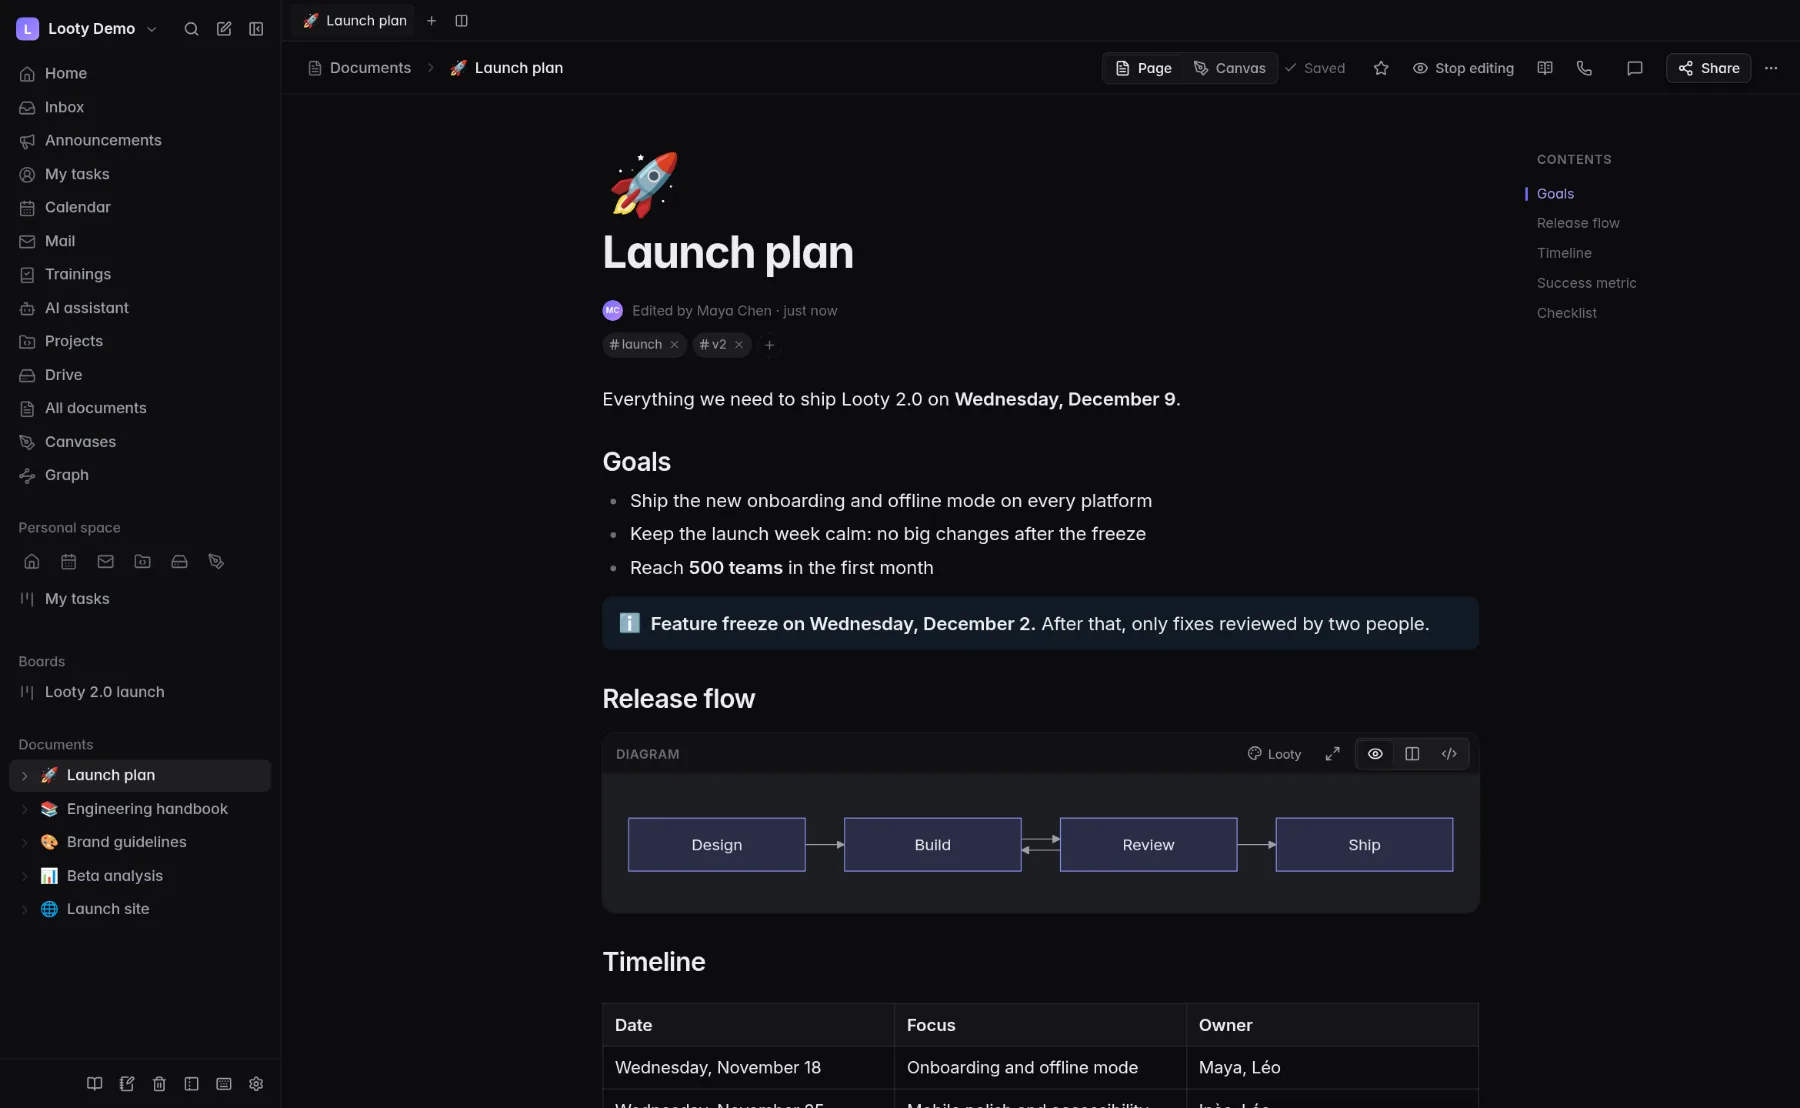 L Looty Demo
Home
Inbox
Announcements
My tasks
Calendar
Mail
Trainings
AI assistant
Projects
Drive
All documents
Canvases
Graph
Personal space
My tasks
Boards
Looty 2.0 launch
Documents
Launch plan
Engineering handbook
Brand guidelines
Beta analysis
Launch site
Launch plan
Documents Launch plan
Page Canvas Saved Stop editing Share
Launch plan
MC Edited by Maya Chen · just now
# launch # v2
Everything we need to ship Looty 2.0 on Wednesday, December 9.
Goals
Ship the new onboarding and offline mode on every platform
Keep the launch week calm: no big changes after the freeze
Reach 500 teams in the first month
Feature freeze on Wednesday, December 2. After that, only fixes reviewed by two people.
Release flow
DIAGRAM Looty
Design Build Review Ship
Timeline
Date Focus Owner
Wednesday, November 18 Onboarding and offline mode Maya, Léo
CONTENTS
Goals
Release flow
Timeline
Success metric
Checklist